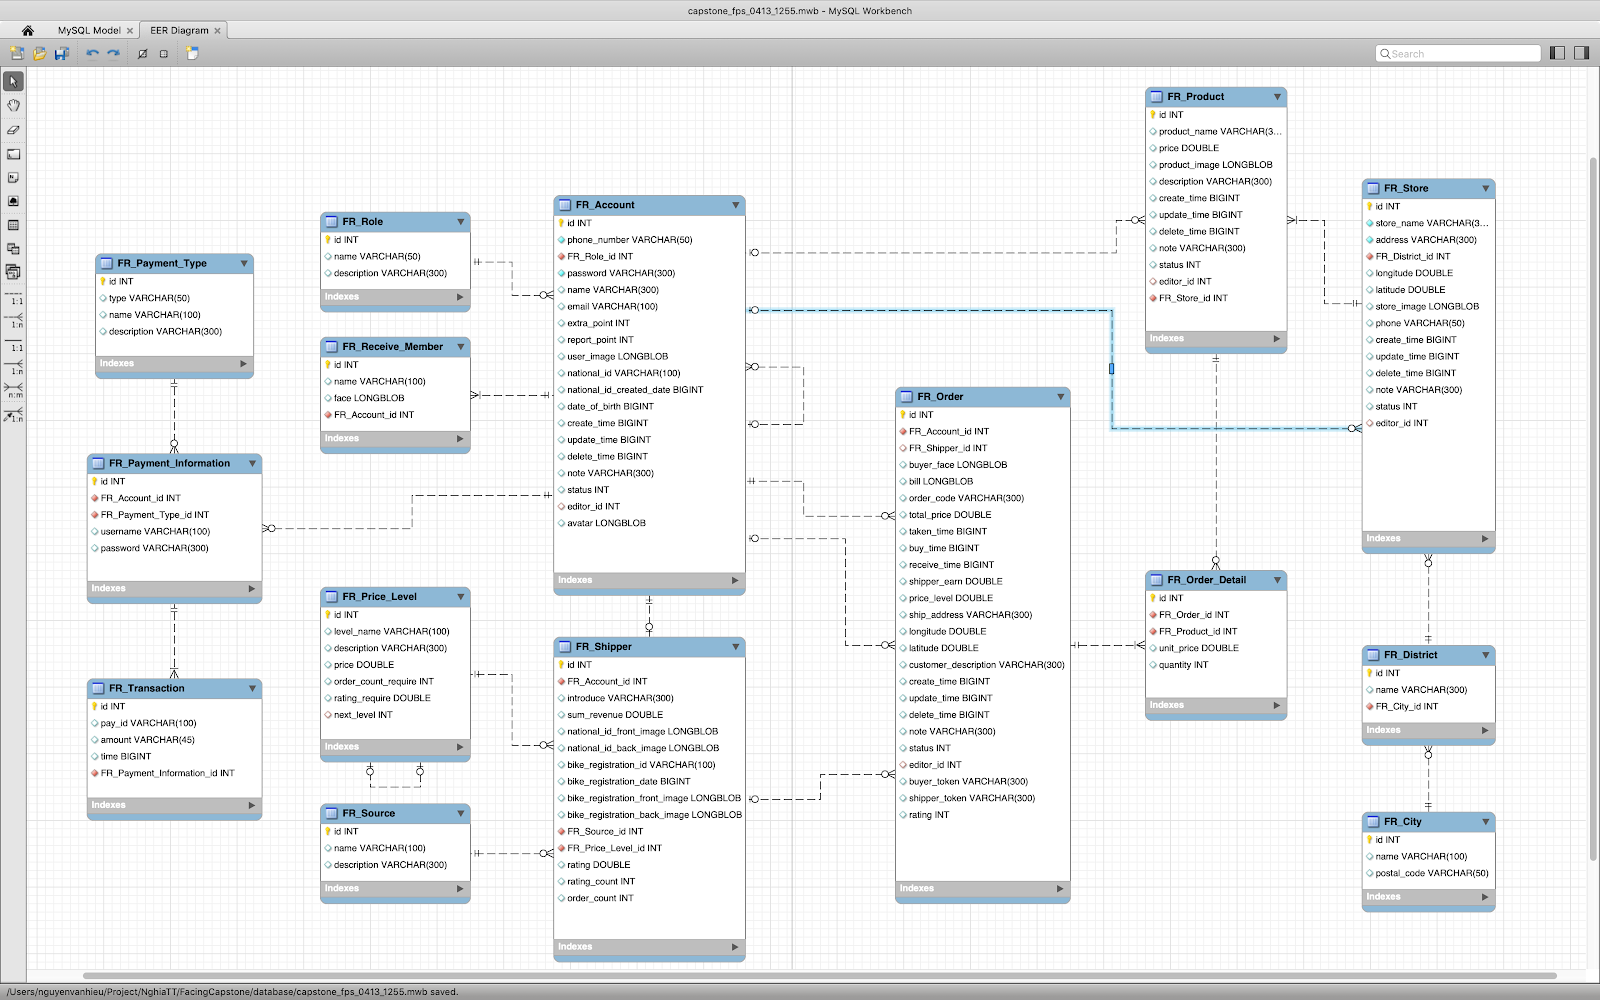 capstone_fps_0413_1255.mwb - MySQL Workbench
MySQL Model
EER Diagram
Search
1:1
1:n
1:1
1:n
n:m
1:n
FR_Payment_Type
id INT
type VARCHAR(50)
name VARCHAR(100)
description VARCHAR(300)
Indexes
FR_Payment_Information
id INT
FR_Account_id INT
FR_Payment_Type_id INT
username VARCHAR(100)
password VARCHAR(300)
Indexes
FR_Transaction
id INT
pay_id VARCHAR(100)
amount VARCHAR(45)
time BIGINT
FR_Payment_Information_id INT
Indexes
FR_Role
id INT
name VARCHAR(50)
description VARCHAR(300)
Indexes
FR_Receive_Member
id INT
name VARCHAR(100)
face LONGBLOB
FR_Account_id INT
Indexes
FR_Price_Level
id INT
level_name VARCHAR(100)
description VARCHAR(300)
price DOUBLE
order_count_require INT
rating_require DOUBLE
next_level INT
Indexes
FR_Source
id INT
name VARCHAR(100)
description VARCHAR(300)
Indexes
FR_Account
id INT
phone_number VARCHAR(50)
FR_Role_id INT
password VARCHAR(300)
name VARCHAR(300)
email VARCHAR(100)
extra_point INT
report_point INT
user_image LONGBLOB
national_id VARCHAR(100)
national_id_created_date BIGINT
date_of_birth BIGINT
create_time BIGINT
update_time BIGINT
delete_time BIGINT
note VARCHAR(300)
status INT
editor_id INT
avatar LONGBLOB
Indexes
FR_Shipper
id INT
FR_Account_id INT
introduce VARCHAR(300)
sum_revenue DOUBLE
national_id_front_image LONGBLOB
national_id_back_image LONGBLOB
bike_registration_id VARCHAR(100)
bike_registration_date BIGINT
bike_registration_front_image LONGBLOB
bike_registration_back_image LONGBLOB
FR_Source_id INT
FR_Price_Level_id INT
rating DOUBLE
rating_count INT
order_count INT
Indexes
FR_Order
id INT
FR_Account_id INT
FR_Shipper_id INT
buyer_face LONGBLOB
bill LONGBLOB
order_code VARCHAR(300)
total_price DOUBLE
taken_time BIGINT
buy_time BIGINT
receive_time BIGINT
shipper_earn DOUBLE
price_level DOUBLE
ship_address VARCHAR(300)
longitude DOUBLE
latitude DOUBLE
customer_description VARCHAR(300)
create_time BIGINT
update_time BIGINT
delete_time BIGINT
note VARCHAR(300)
status INT
editor_id INT
buyer_token VARCHAR(300)
shipper_token VARCHAR(300)
rating INT
Indexes
FR_Product
id INT
product_name VARCHAR(3...
price DOUBLE
product_image LONGBLOB
description VARCHAR(300)
create_time BIGINT
update_time BIGINT
delete_time BIGINT
note VARCHAR(300)
status INT
editor_id INT
FR_Store_id INT
Indexes
FR_Order_Detail
id INT
FR_Order_id INT
FR_Product_id INT
unit_price DOUBLE
quantity INT
Indexes
FR_Store
id INT
store_name VARCHAR(3...
address VARCHAR(300)
FR_District_id INT
longitude DOUBLE
latitude DOUBLE
store_image LONGBLOB
phone VARCHAR(50)
create_time BIGINT
update_time BIGINT
delete_time BIGINT
note VARCHAR(300)
status INT
editor_id INT
Indexes
FR_District
id INT
name VARCHAR(300)
FR_City_id INT
Indexes
FR_City
id INT
name VARCHAR(100)
postal_code VARCHAR(50)
Indexes
/Users/nguyenvanhieu/Project/NghiaTT/FacingCapstone/database/capstone_fps_0413_1255.mwb saved.